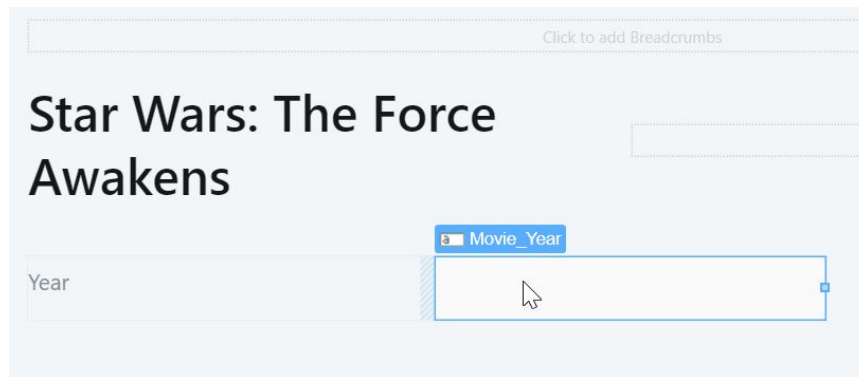 Click to add Breadcrumbs
Star Wars: The Force
Awakens
a Movie_Year
Year